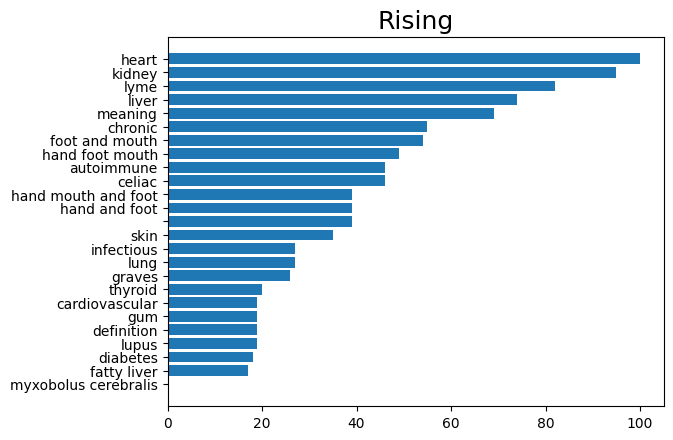 Rising
heart
kidney
lyme
liver
meaning
chronic
foot and mouth
hand foot mouth
autoimmune
celiac
hand mouth and foot
hand and foot
skin
infectious
lung
graves
thyroid
cardiovascular
gum
definition
lupus
diabetes
fatty liver
myxobolus cerebralis
0 20 40 60 80 100